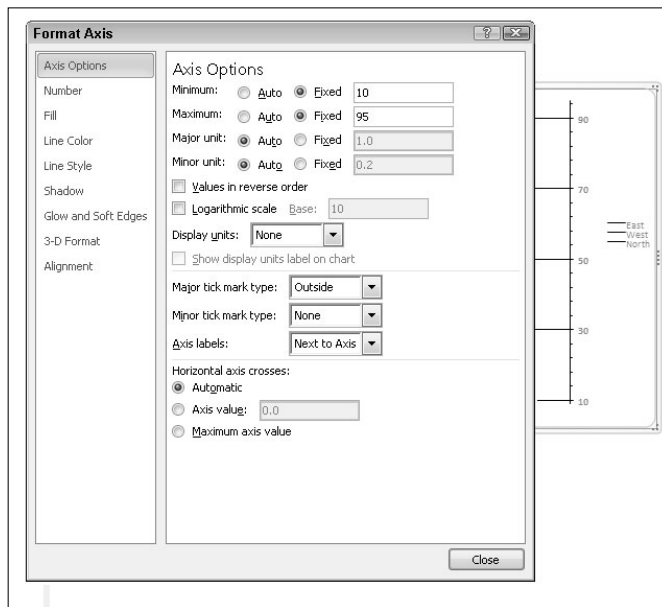 Format Axis
Axis Options
Number
Fill
Line Color
Line Style
Shadow
Glow and Soft Edges
3-D Format
Alignment
Axis Options
Minimum: Auto Fixed 10
Maximum: Auto Fixed 95
Major unit: Auto Fixed 1.0
Minor unit: Auto Fixed 0.2
Values in reverse order
Logarithmic scale Base: 10
Display units: None
Show display units label on chart
Major tick mark type: Outside
Minor tick mark type: None
Axis labels: Next to Axis
Horizontal axis crosses:
Automatic
Axis value: 0.0
Maximum axis value
Close
90
70
50
30
10
East
West
North